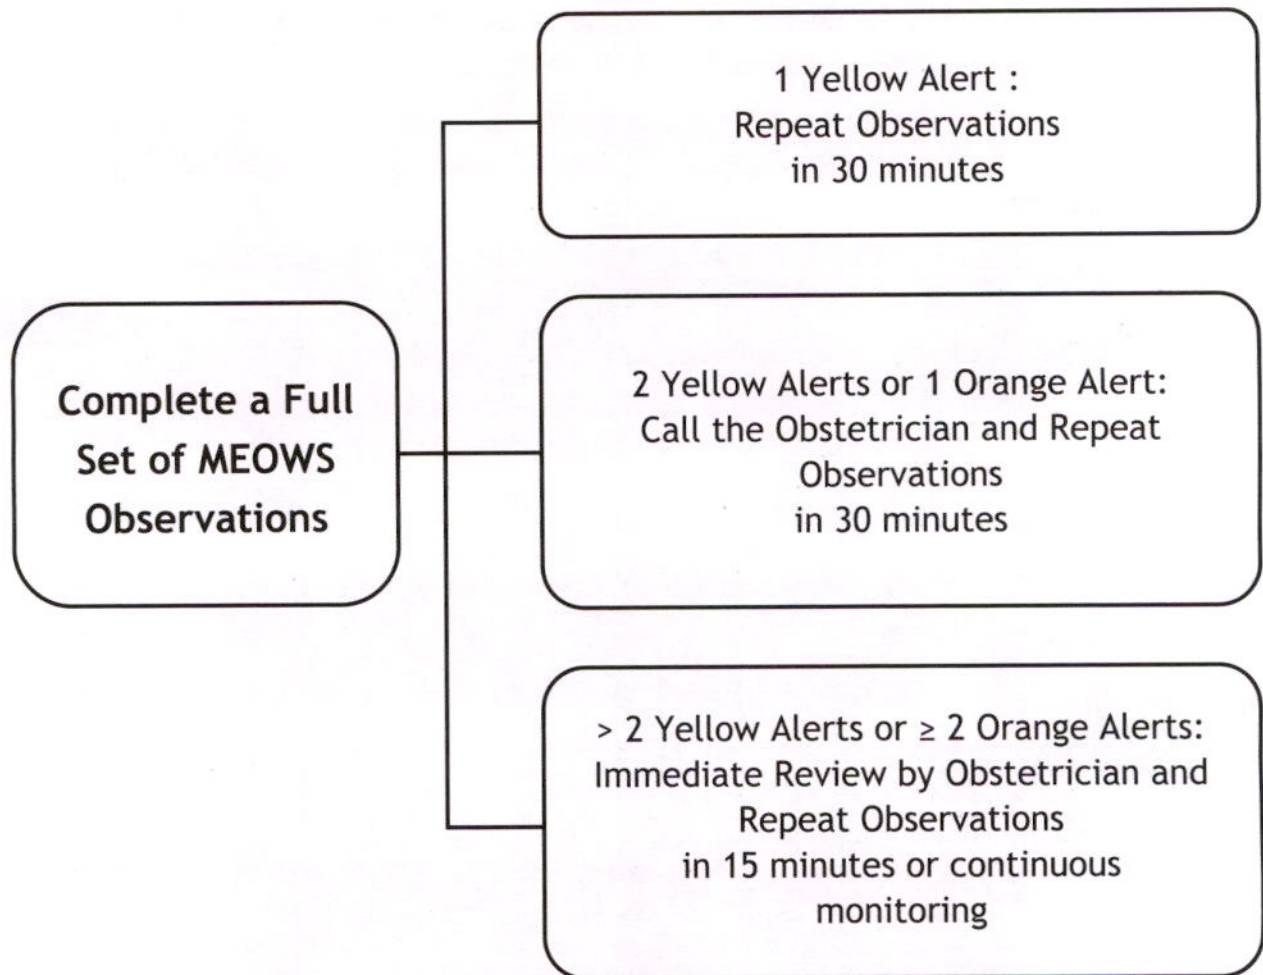 Complete a Full
Set of MEOWS
Observations
1 Yellow Alert :
Repeat Observations
in 30 minutes
2 Yellow Alerts or 1 Orange Alert:
Call the Obstetrician and Repeat
Observations
in 30 minutes
> 2 Yellow Alerts or ≥ 2 Orange Alerts:
Immediate Review by Obstetrician and
Repeat Observations
in 15 minutes or continuous
monitoring